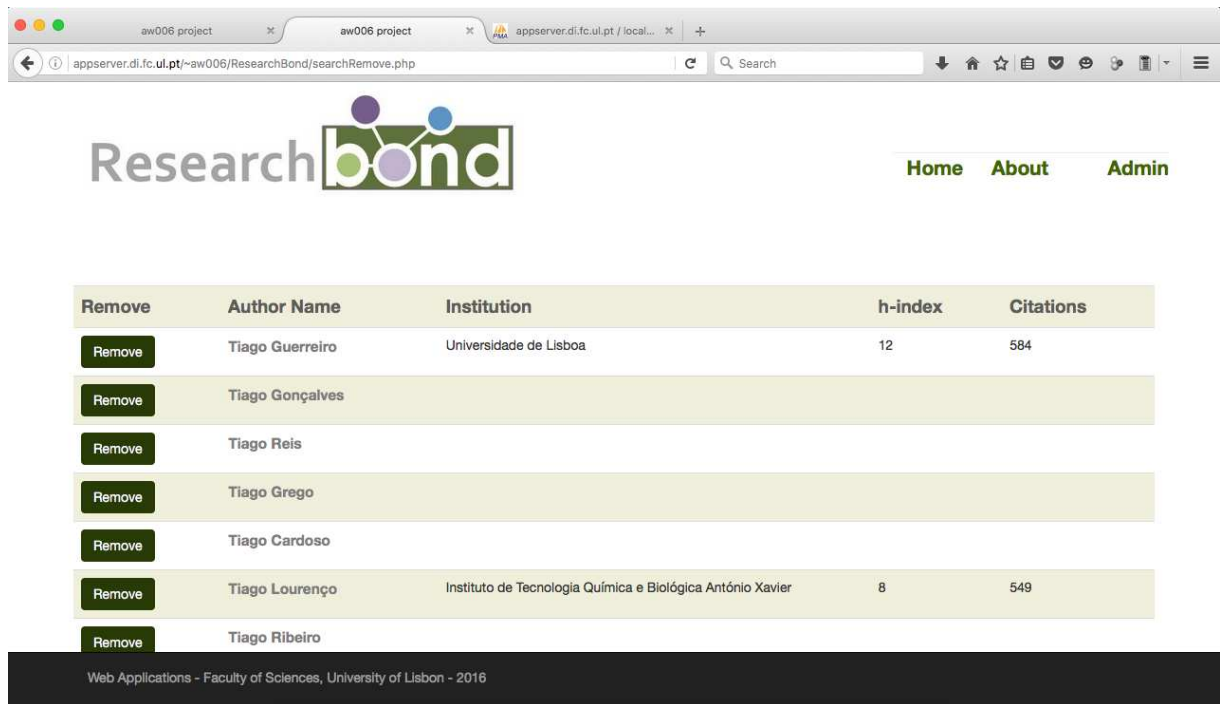 aw006 project aw006 project appserver.di.fc.ul.pt / local...
appserver.di.fc.ul.pt/~aw006/ResearchBond/searchRemove.php Search
Research bond
Home About Admin
Remove Author Name Institution h-index Citations
Remove Tiago Guerreiro Universidade de Lisboa 12 584
Remove Tiago Gonçalves
Remove Tiago Reis
Remove Tiago Grego
Remove Tiago Cardoso
Remove Tiago Lourenço Instituto de Tecnologia Química e Biológica António Xavier 8 549
Remove Tiago Ribeiro
Web Applications - Faculty of Sciences, University of Lisbon - 2016